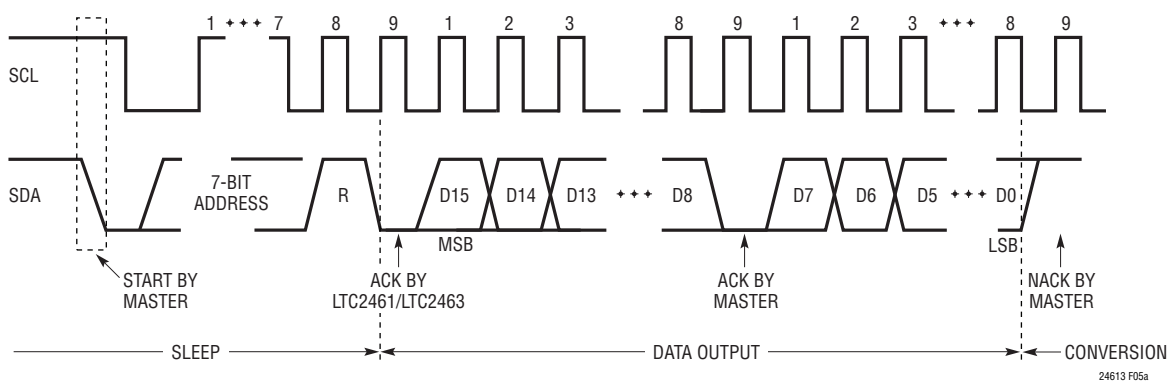 1 ✦✦✦ 7 8 9 1 2 3 8 9 1 2 3 ✦✦✦ 8 9
SCL
SDA 7-BIT ADDRESS R D15 D14 D13 ✦✦✦ D8 D7 D6 D5 ✦✦✦ D0
MSB LSB
START BY
MASTER
ACK BY
LTC2461/LTC2463
ACK BY
MASTER
NACK BY
MASTER
SLEEP DATA OUTPUT CONVERSION
24613 F05a